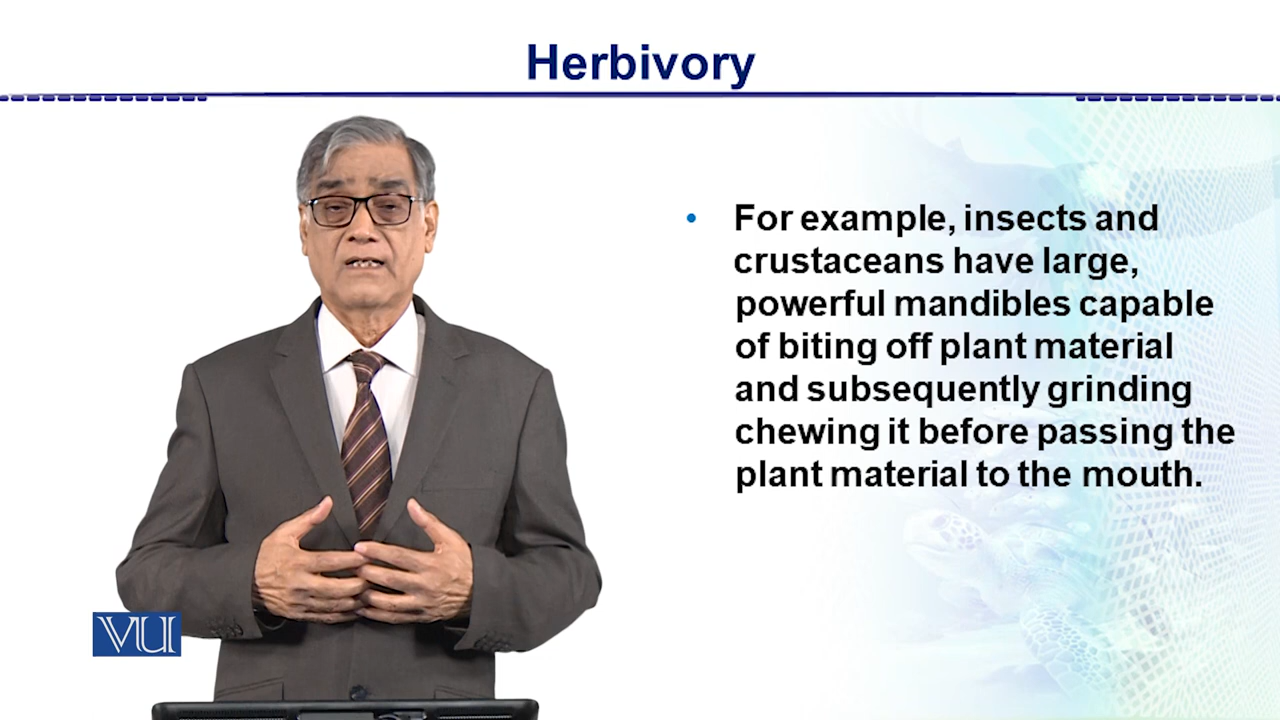 Herbivory
• For example, insects and
crustaceans have large,
powerful mandibles capable
of biting off plant material
and subsequently grinding
chewing it before passing the
plant material to the mouth.
VU